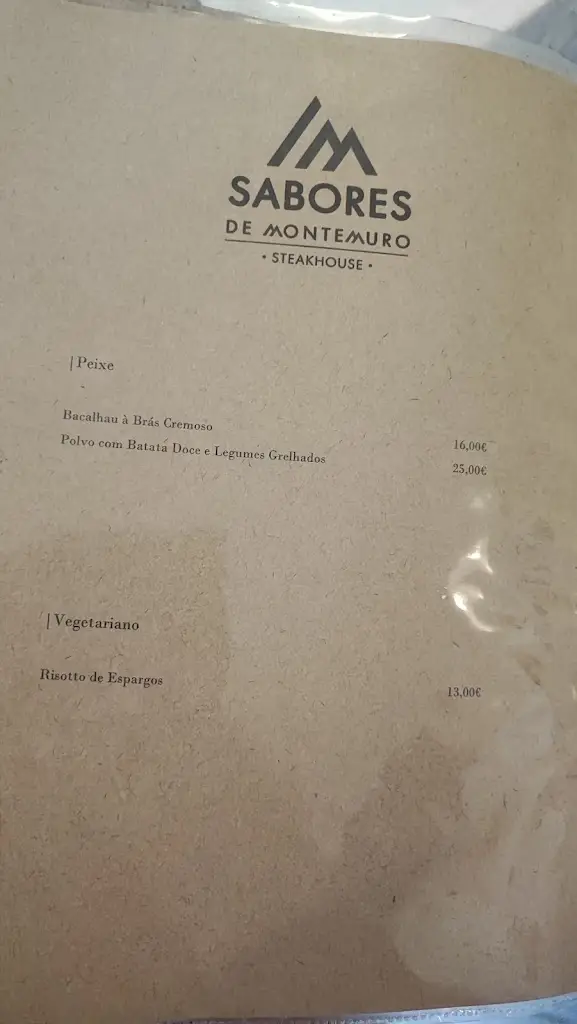 SABORES
DE MONTEMURO
• STEAKHOUSE •
| Peixe
Bacalhau à Brás Cremoso 16,00€
Polvo com Batata Doce e Legumes Grelhados 25,00€
| Vegetariano
Risotto de Espargos 13,00€